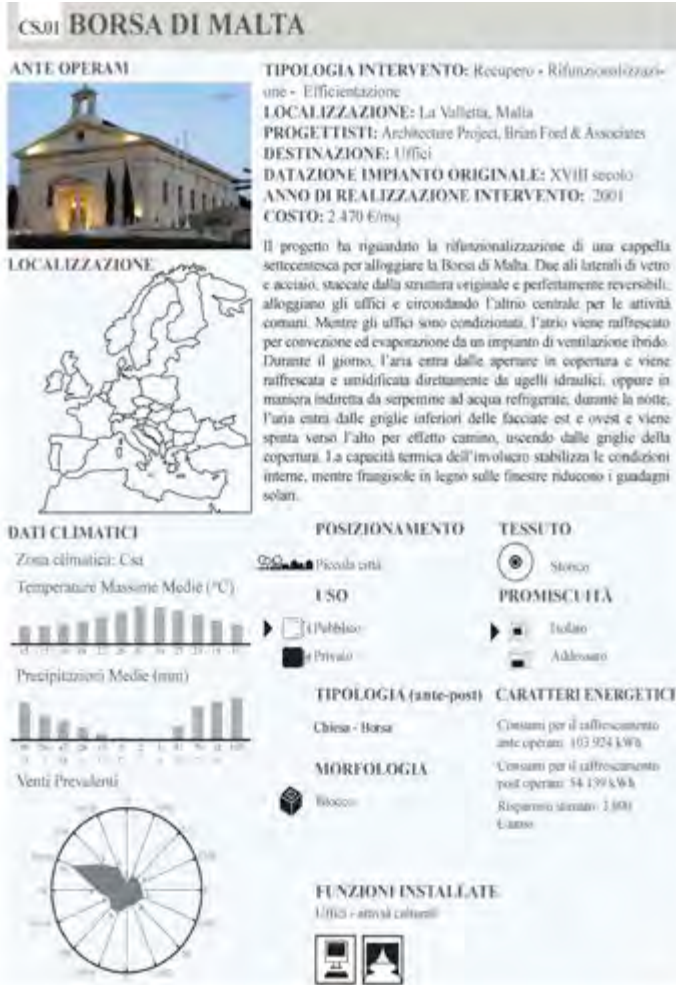 CS.01 BORSA DI MALTA
ANTE OPERAM
TIPOLOGIA INTERVENTO: Recupero - Rifunzionalizzazi-
one - Efficientazione
LOCALIZZAZIONE: La Valletta, Malta
PROGETTISTI: Architecture Project, Brian Ford & Associates
DESTINAZIONE: Uffici
DATAZIONE IMPIANTO ORIGINALE: XVIII secolo
ANNO DI REALIZZAZIONE INTERVENTO: 2001
COSTO: 2.470 €/mq
Il progetto ha riguardato la rifunzionalizzazione di una cappella
settecentesca per alloggiare la Borsa di Malta. Due ali laterali di vetro
e acciaio, staccate dalla struttura originale e perfettamente reversibili,
alloggiano gli uffici e circondando l'altrio centrale per le attività
comuni. Mentre gli uffici sono condizionati, l'atrio viene raffrescato
per convezione ed evaporazione da un impianto di ventilazione ibrido.
Durante il giorno, l'aria entra dalle aperture in copertura e viene
raffrescata e umidificata direttamente da ugelli idraulici, oppure in
maniera indiretta da serpentine ad acqua refrigerate; durante la notte,
l'aria entra dalle griglie inferiori delle facciate est e ovest e viene
spinta verso l'alto per effetto camino, uscendo dalle griglie della
copertura. La capacità termica dell'involucro stabilizza le condizioni
interne, mentre frangisole in legno sulle finestre riducono i guadagni
solari.
LOCALIZZAZIONE
DATI CLIMATICI
Zona climatica: Csa
Temperature Massime Medie (°C)
Precipitazioni Medie (mm)
Venti Prevalenti
POSIZIONAMENTO
Piccola città
TESSUTO
Storico
USO
Pubblico
Privato
PROMISCUITÀ
Isolato
Addossato
TIPOLOGIA (ante-post)
Chiesa - Borsa
CARATTERI ENERGETICI
Consumi per il raffrescamento
ante operam: 103.924 kWh
Consumi per il raffrescamento
post operam: 54.139 kWh
Risparmio stimato:
€/anno
MORFOLOGIA
Blocco
FUNZIONI INSTALLATE
Uffici - attività culturali